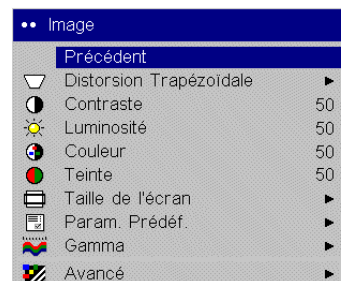 •• Image
Précédent
Distorsion Trapézoïdale
Contraste 50
Luminosité 50
Couleur 50
Teinte 50
Taille de l'écran
Param. Prédéf.
Gamma
Avancé